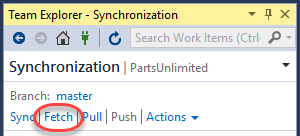 Team Explorer - Synchronization
Search Work Items (Ctrl+
Synchronization | PartsUnlimited
Branch: master
Sync | Fetch | Pull | Push | Actions